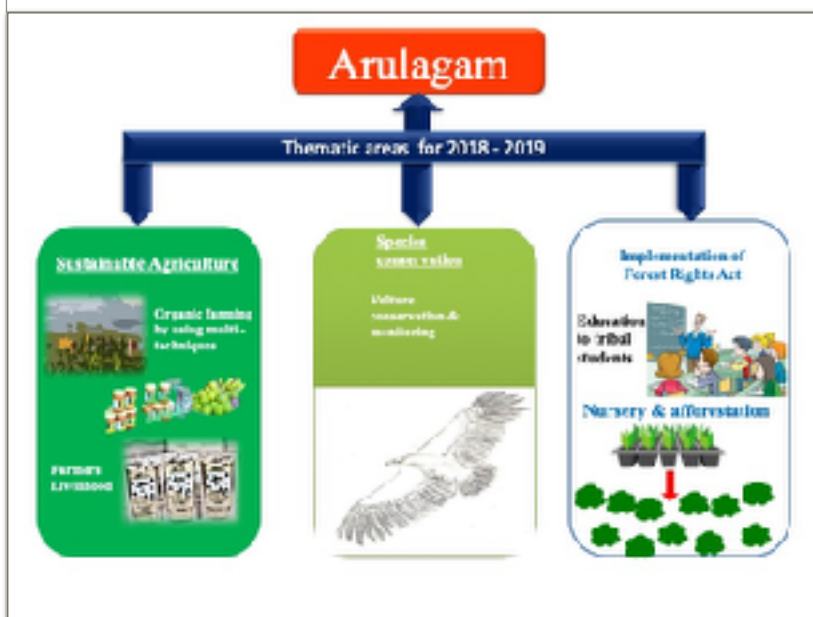 Arulagam
Thematic areas for 2018 - 2019
Sustainable Agriculture
Organic farming
by using multi-
techniques
Farmers
Livelihood
Species
conservation
Vulture
conservation &
monitoring
Implementation of
Forest Rights Act
Education
to tribal
students
Nursery & afforestation